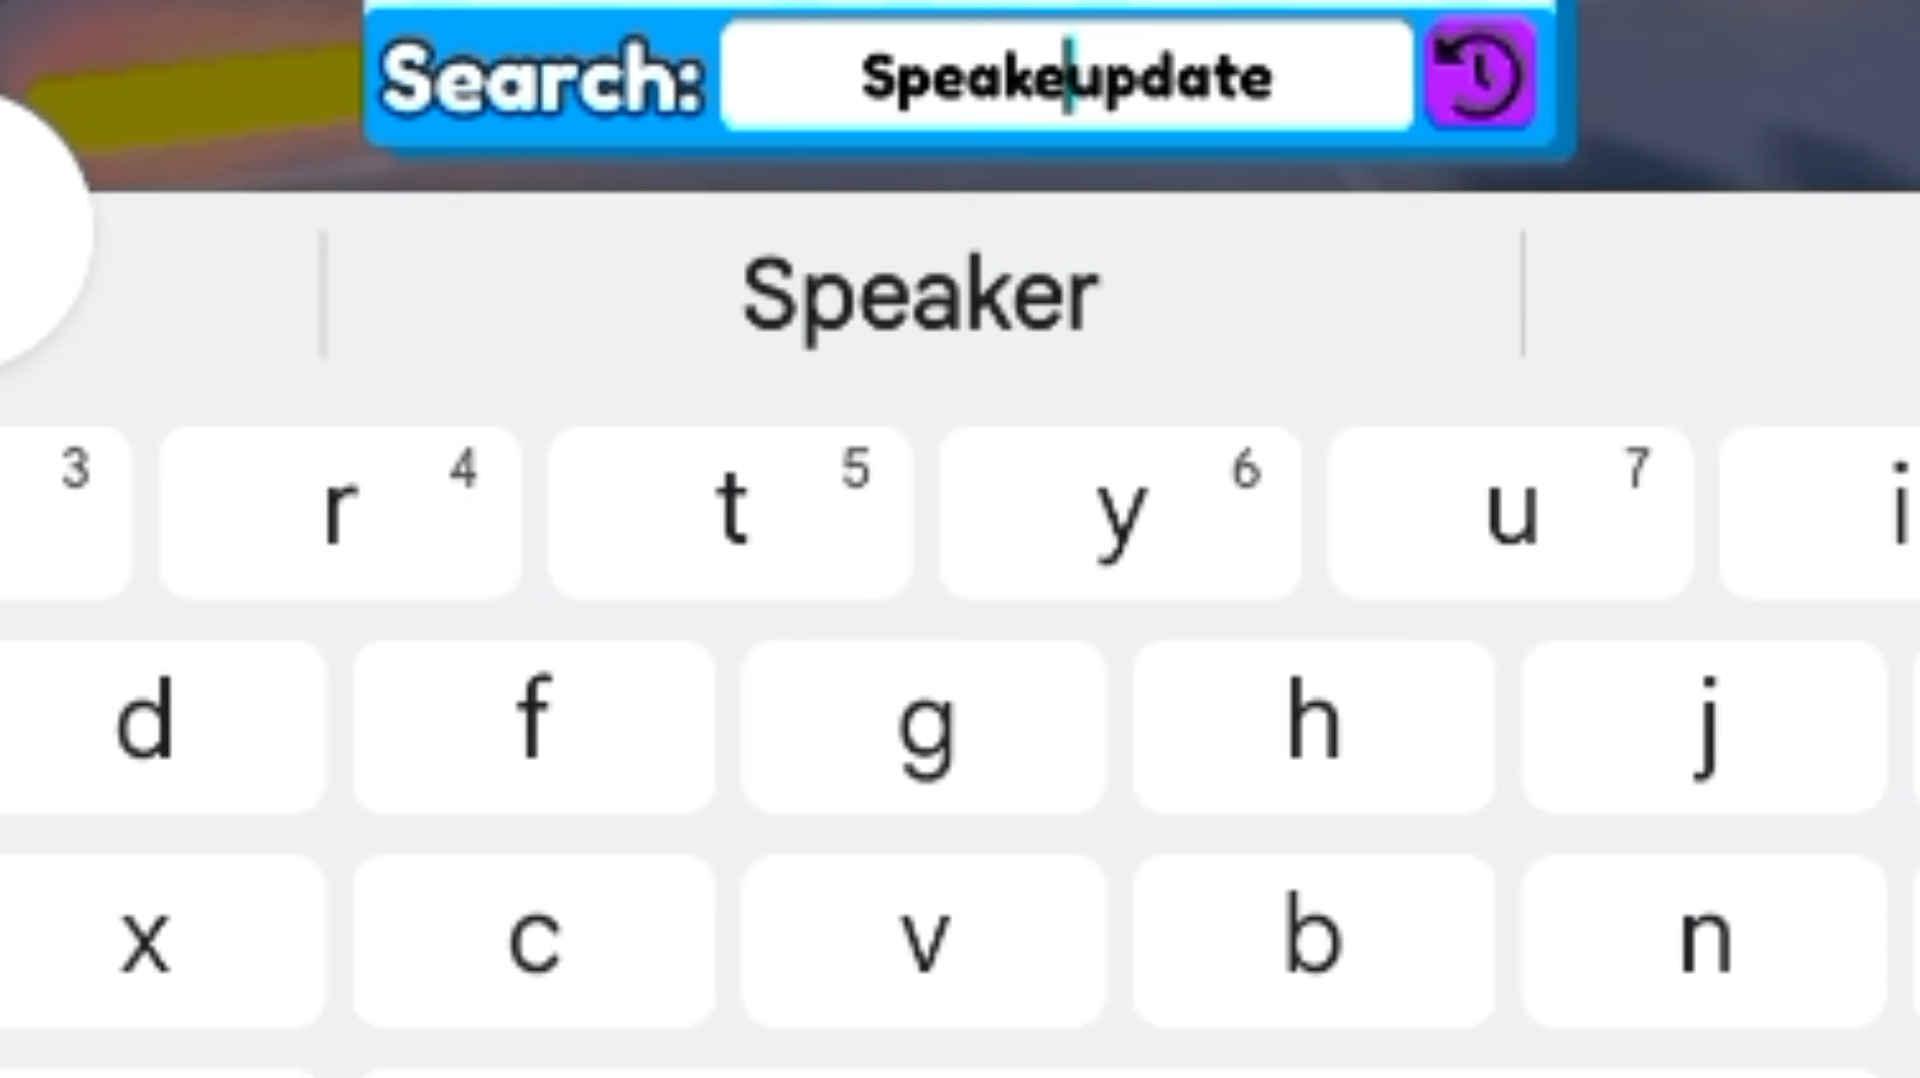 Search: Speakeupdate
Speaker
3 r 4 t 5 y 6 u 7 i
d f g h j
x c v b n